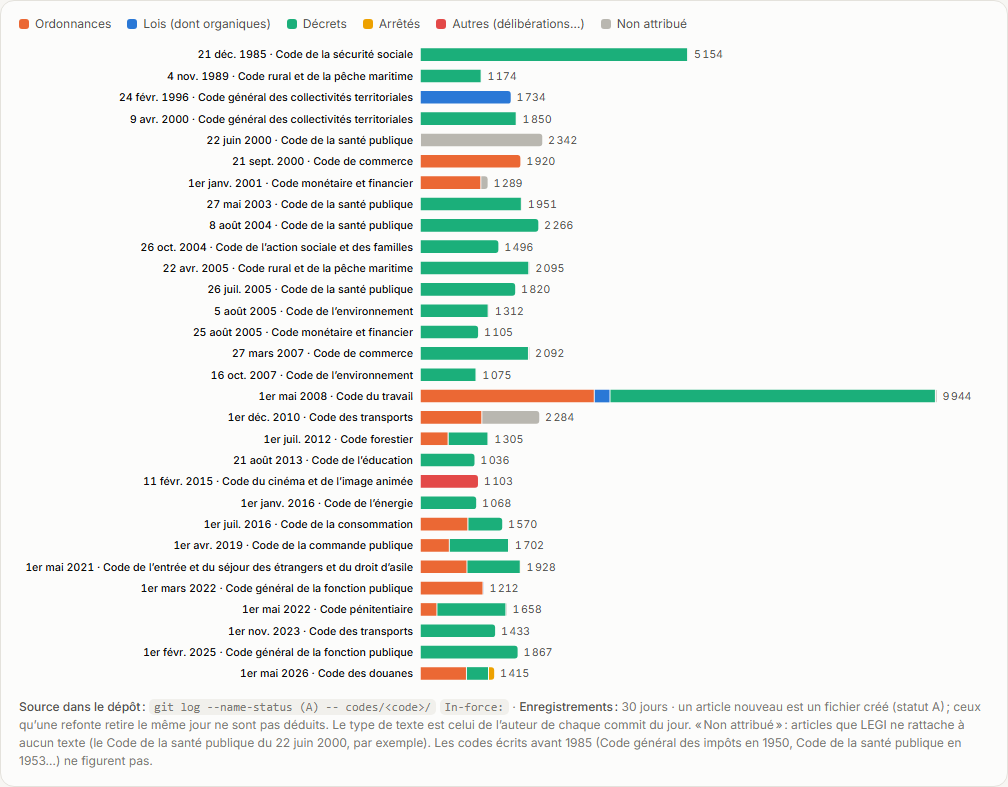 Ordonnances Lois (dont organiques) Décrets Arrêtés Autres (délibérations...) Non attribué
21 déc. 1985 · Code de la sécurité sociale 5 154
4 nov. 1989 · Code rural et de la pêche maritime 1 174
24 févr. 1996 · Code général des collectivités territoriales 1 734
9 avr. 2000 · Code général des collectivités territoriales 1 850
22 juin 2000 · Code de la santé publique 2 342
21 sept. 2000 · Code de commerce 1 920
1er janv. 2001 · Code monétaire et financier 1 289
27 mai 2003 · Code de la santé publique 1 951
8 août 2004 · Code de la santé publique 2 266
26 oct. 2004 · Code de l’action sociale et des familles 1 496
22 avr. 2005 · Code rural et de la pêche maritime 2 095
26 juil. 2005 · Code de la santé publique 1 820
5 août 2005 · Code de l’environnement 1 312
25 août 2005 · Code monétaire et financier 1 105
27 mars 2007 · Code de commerce 2 092
16 oct. 2007 · Code de l’environnement 1 075
1er mai 2008 · Code du travail 9 944
1er déc. 2010 · Code des transports 2 284
1er juil. 2012 · Code forestier 1 305
21 août 2013 · Code de l’éducation 1 036
11 févr. 2015 · Code du cinéma et de l’image animée 1 103
1er janv. 2016 · Code de l’énergie 1 068
1er juil. 2016 · Code de la consommation 1 570
1er avr. 2019 · Code de la commande publique 1 702
1er mai 2021 · Code de l’entrée et du séjour des étrangers et du droit d’asile 1 928
1er mars 2022 · Code général de la fonction publique 1 212
1er mai 2022 · Code pénitentiaire 1 658
1er nov. 2023 · Code des transports 1 433
1er févr. 2025 · Code général de la fonction publique 1 867
1er mai 2026 · Code des douanes 1 415
Source dans le dépôt : git log --name-status (A) -- codes/<code>/ In-force: · Enregistrements : 30 jours · un article nouveau est un fichier créé (statut A) ; ceux
qu’une refonte retire le même jour ne sont pas déduits. Le type de texte est celui de l’auteur de chaque commit du jour. « Non attribué » : articles que LEGI ne rattache à
aucun texte (le Code de la santé publique du 22 juin 2000, par exemple). Les codes écrits avant 1985 (Code général des impôts en 1950, Code de la santé publique en
1953...) ne figurent pas.